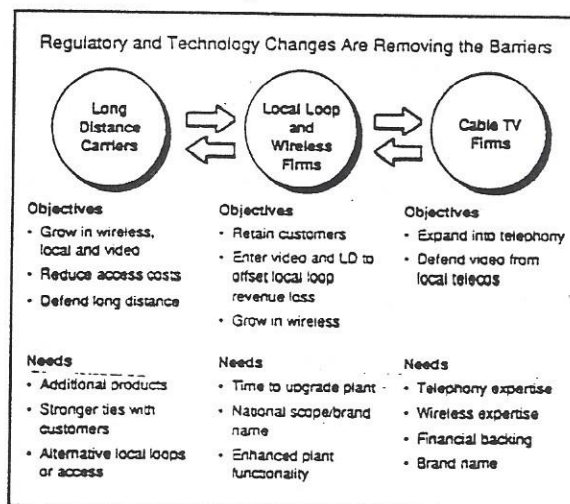 Regulatory and Technology Changes Are Removing the Barriers
Long
Distance
Carriers
Local Loop
and
Wireless
Firms
Cable TV
Firms
Objectives
• Grow in wireless,
local and video
• Reduce access costs
• Defend long distance
Objectives
• Retain customers
• Enter video and LD to
offset local loop
revenue loss
• Grow in wireless
Objectives
• Expand into telephony
• Defend video from
local telecos
Needs
• Additional products
• Stronger ties with
customers
• Alternative local loops
or access
Needs
• Time to upgrade plant
• National scope/brand
name
• Enhanced plant
functionality
Needs
• Telephony expertise
• Wireless expertise
• Financial backing
• Brand name